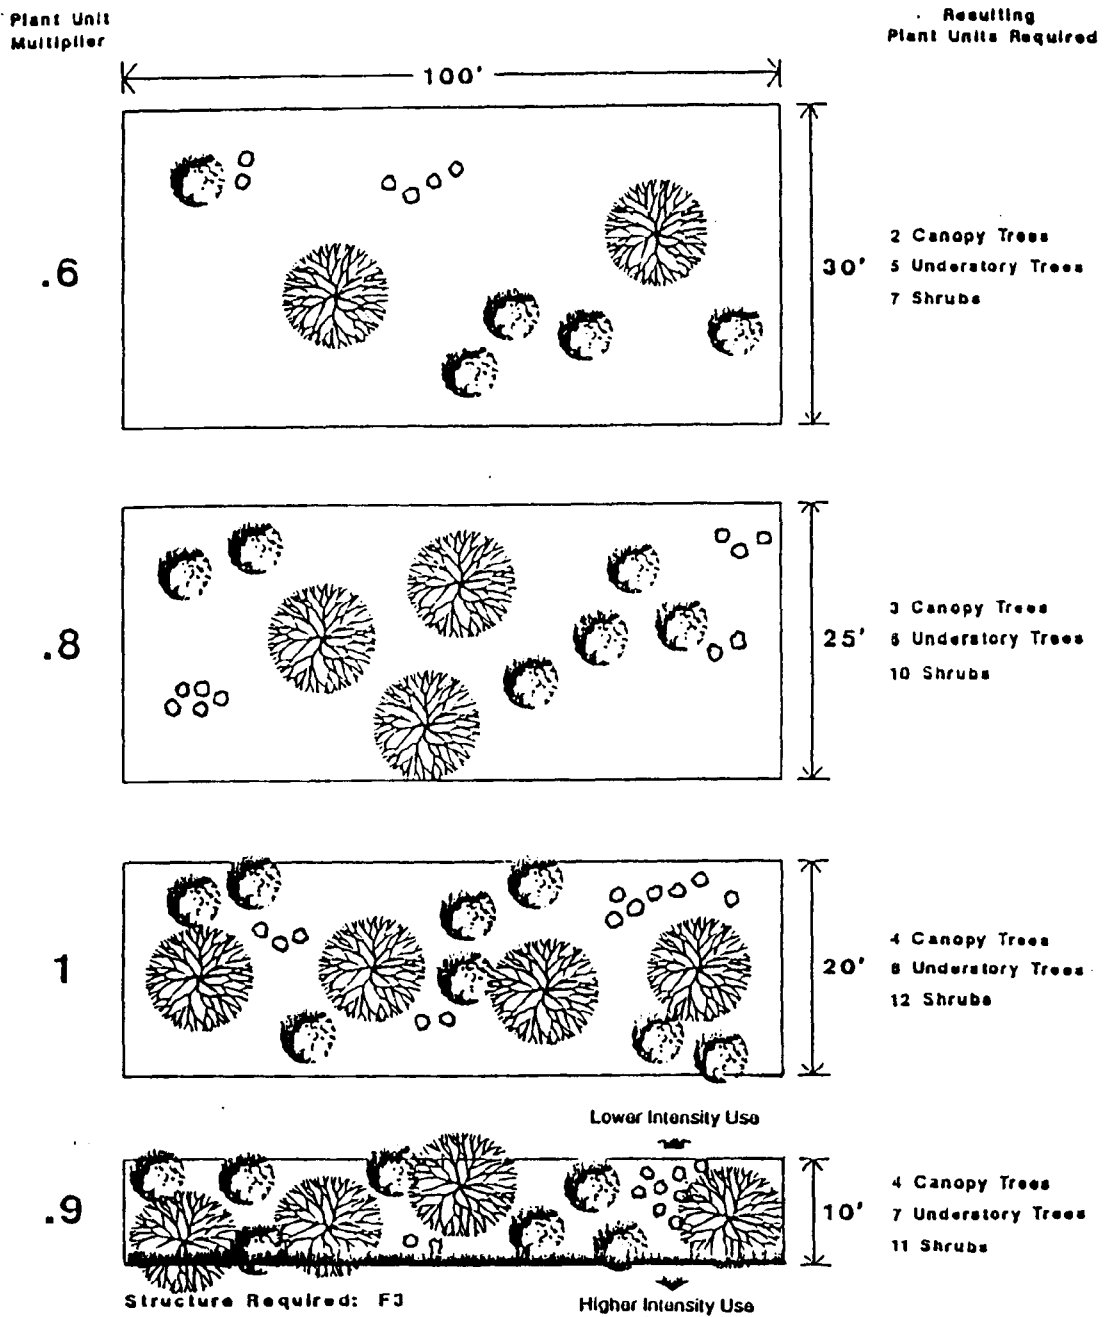 Plant Unit
Multiplier
Resulting
Plant Units Required
100'
.6
30'
2 Canopy Trees
5 Understory Trees
7 Shrubs
.8
25'
3 Canopy Trees
6 Understory Trees
10 Shrubs
1
20'
4 Canopy Trees
8 Understory Trees
12 Shrubs
Lower Intensity Use
.9
10'
4 Canopy Trees
7 Understory Trees
11 Shrubs
Structure Required: F3
Higher Intensity Use